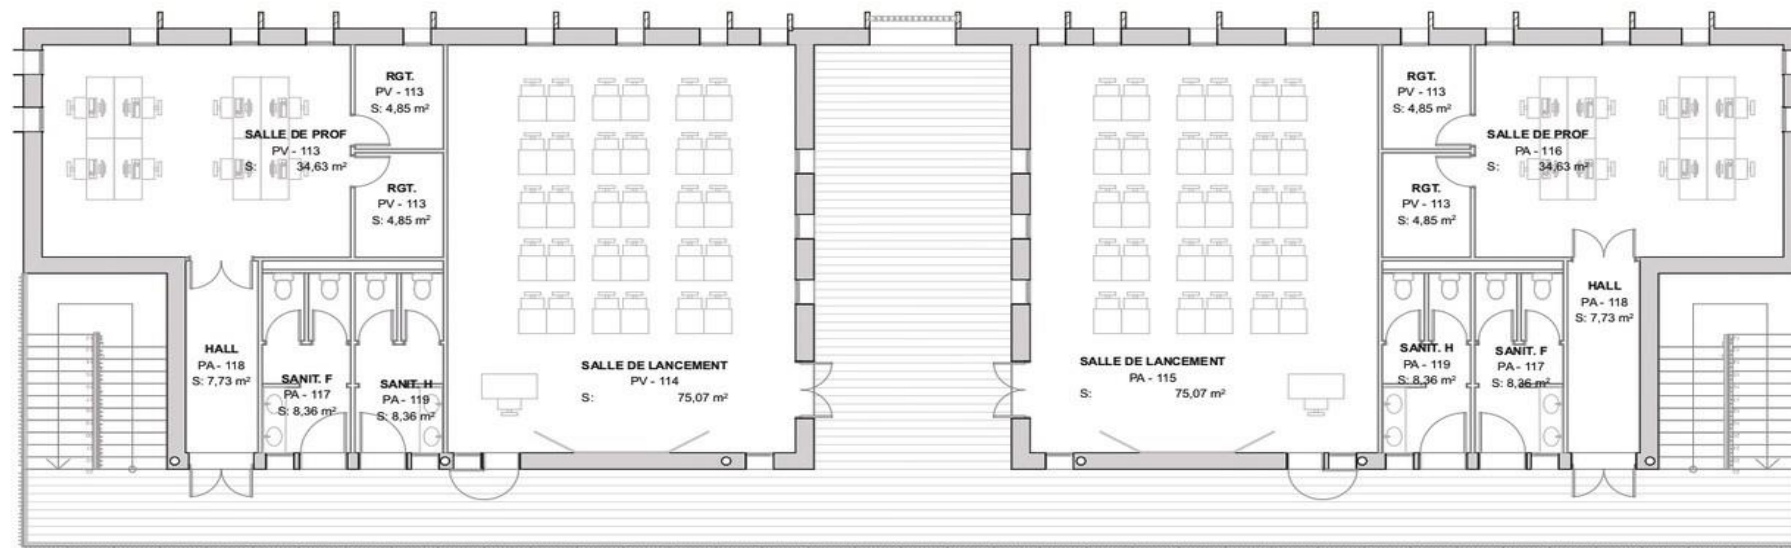 RGT.
PV - 113
S: 4,85 m²
SALLE DE PROF
PV - 113
S: 34,63 m²
RGT.
PV - 113
S: 4,85 m²
HALL
PA - 118
S: 7,73 m²
SANIT. F
PA - 117
S: 8,36 m²
SANIT. H
PA - 119
S: 8,36 m²
SALLE DE LANCEMENT
PV - 114
S: 75,07 m²
SALLE DE LANCEMENT
PA - 115
S: 75,07 m²
RGT.
PV - 113
S: 4,85 m²
SALLE DE PROF
PA - 116
S: 34,63 m²
RGT.
PV - 113
S: 4,85 m²
SANIT. H
PA - 119
S: 8,36 m²
SANIT. F
PA - 117
S: 8,36 m²
HALL
PA - 118
S: 7,73 m²